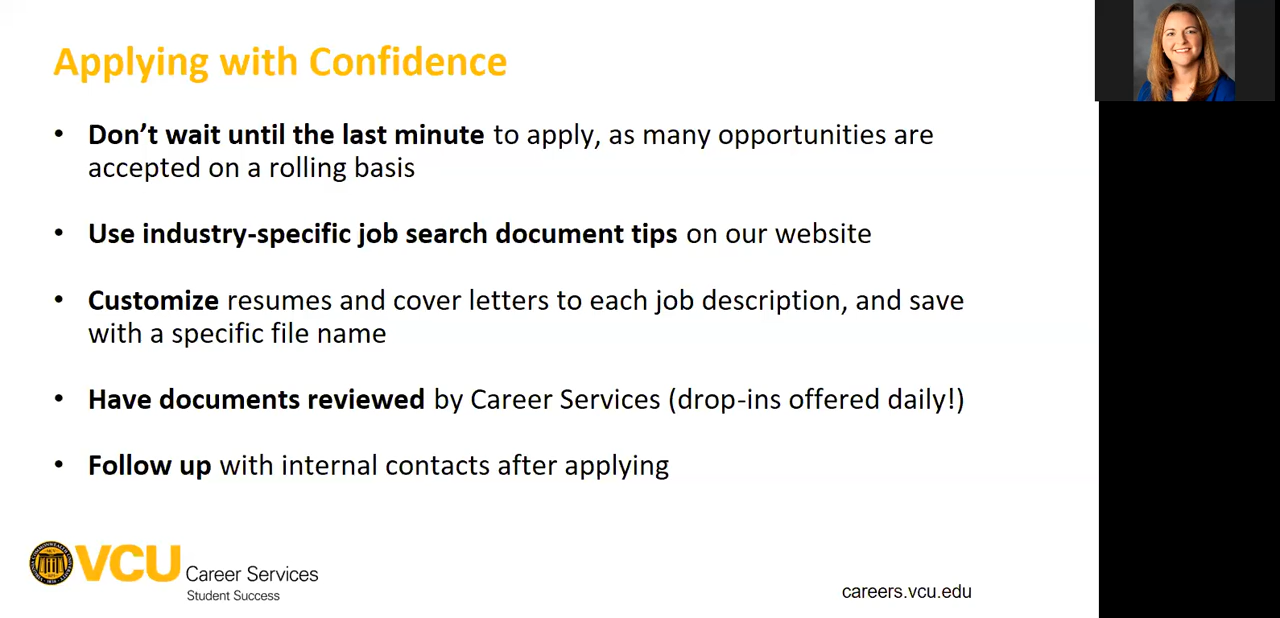 Applying with Confidence
• Don’t wait until the last minute to apply, as many opportunities are
accepted on a rolling basis
• Use industry-specific job search document tips on our website
• Customize resumes and cover letters to each job description, and save
with a specific file name
• Have documents reviewed by Career Services (drop-ins offered daily!)
• Follow up with internal contacts after applying
VCU Career Services
Student Success
careers.vcu.edu